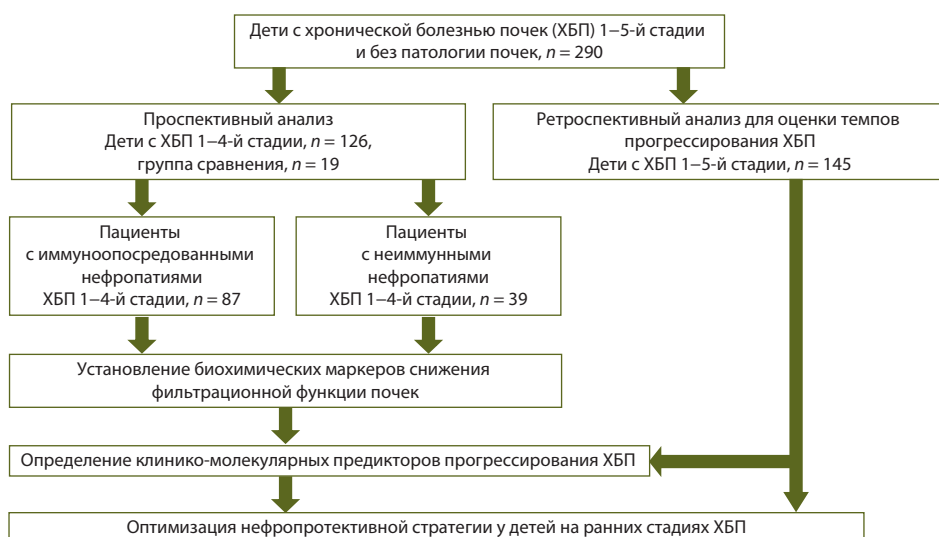 Дети с хронической болезнью почек (ХБП) 1–5-й стадии
и без патологии почек, n = 290
Проспективный анализ
Дети с ХБП 1–4-й стадии, n = 126,
группа сравнения, n = 19
Ретроспективный анализ для оценки темпов
прогрессирования ХБП
Дети с ХБП 1–5-й стадии, n = 145
Пациенты
с иммуноопосредованными
нефропатиями
ХБП 1–4-й стадии, n = 87
Пациенты
с неиммунными
нефропатиями
ХБП 1–4-й стадии, n = 39
Установление биохимических маркеров снижения
фильтрационной функции почек
Определение клинико-молекулярных предикторов прогрессирования ХБП
Оптимизация нефропротективной стратегии у детей на ранних стадиях ХБП